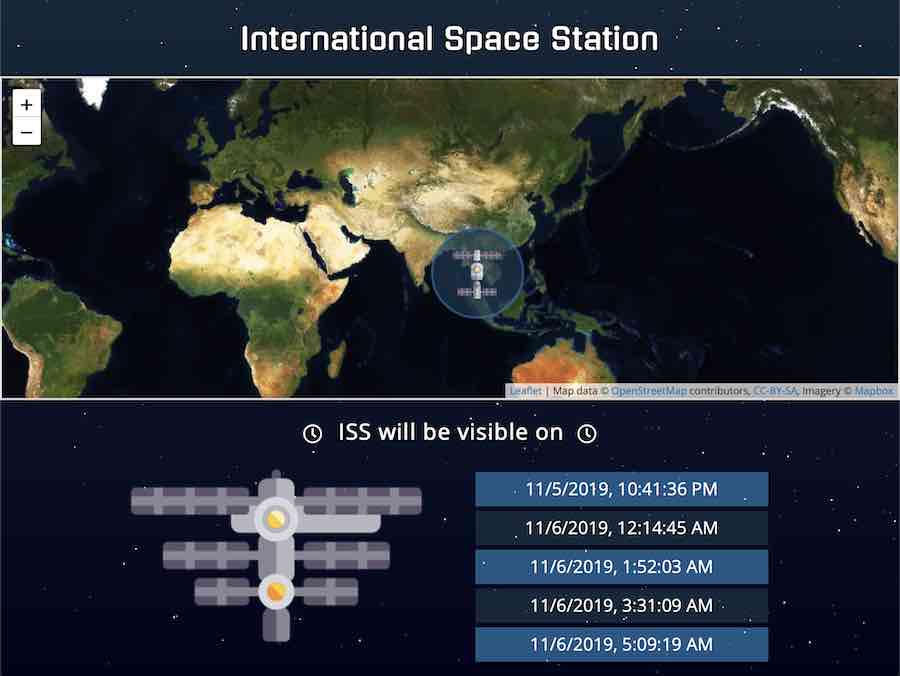 International Space Station
+
−
Leaflet | Map data © OpenStreetMap contributors, CC-BY-SA, Imagery © Mapbox
ISS will be visible on
11/5/2019, 10:41:36 PM
11/6/2019, 12:14:45 AM
11/6/2019, 1:52:03 AM
11/6/2019, 3:31:09 AM
11/6/2019, 5:09:19 AM